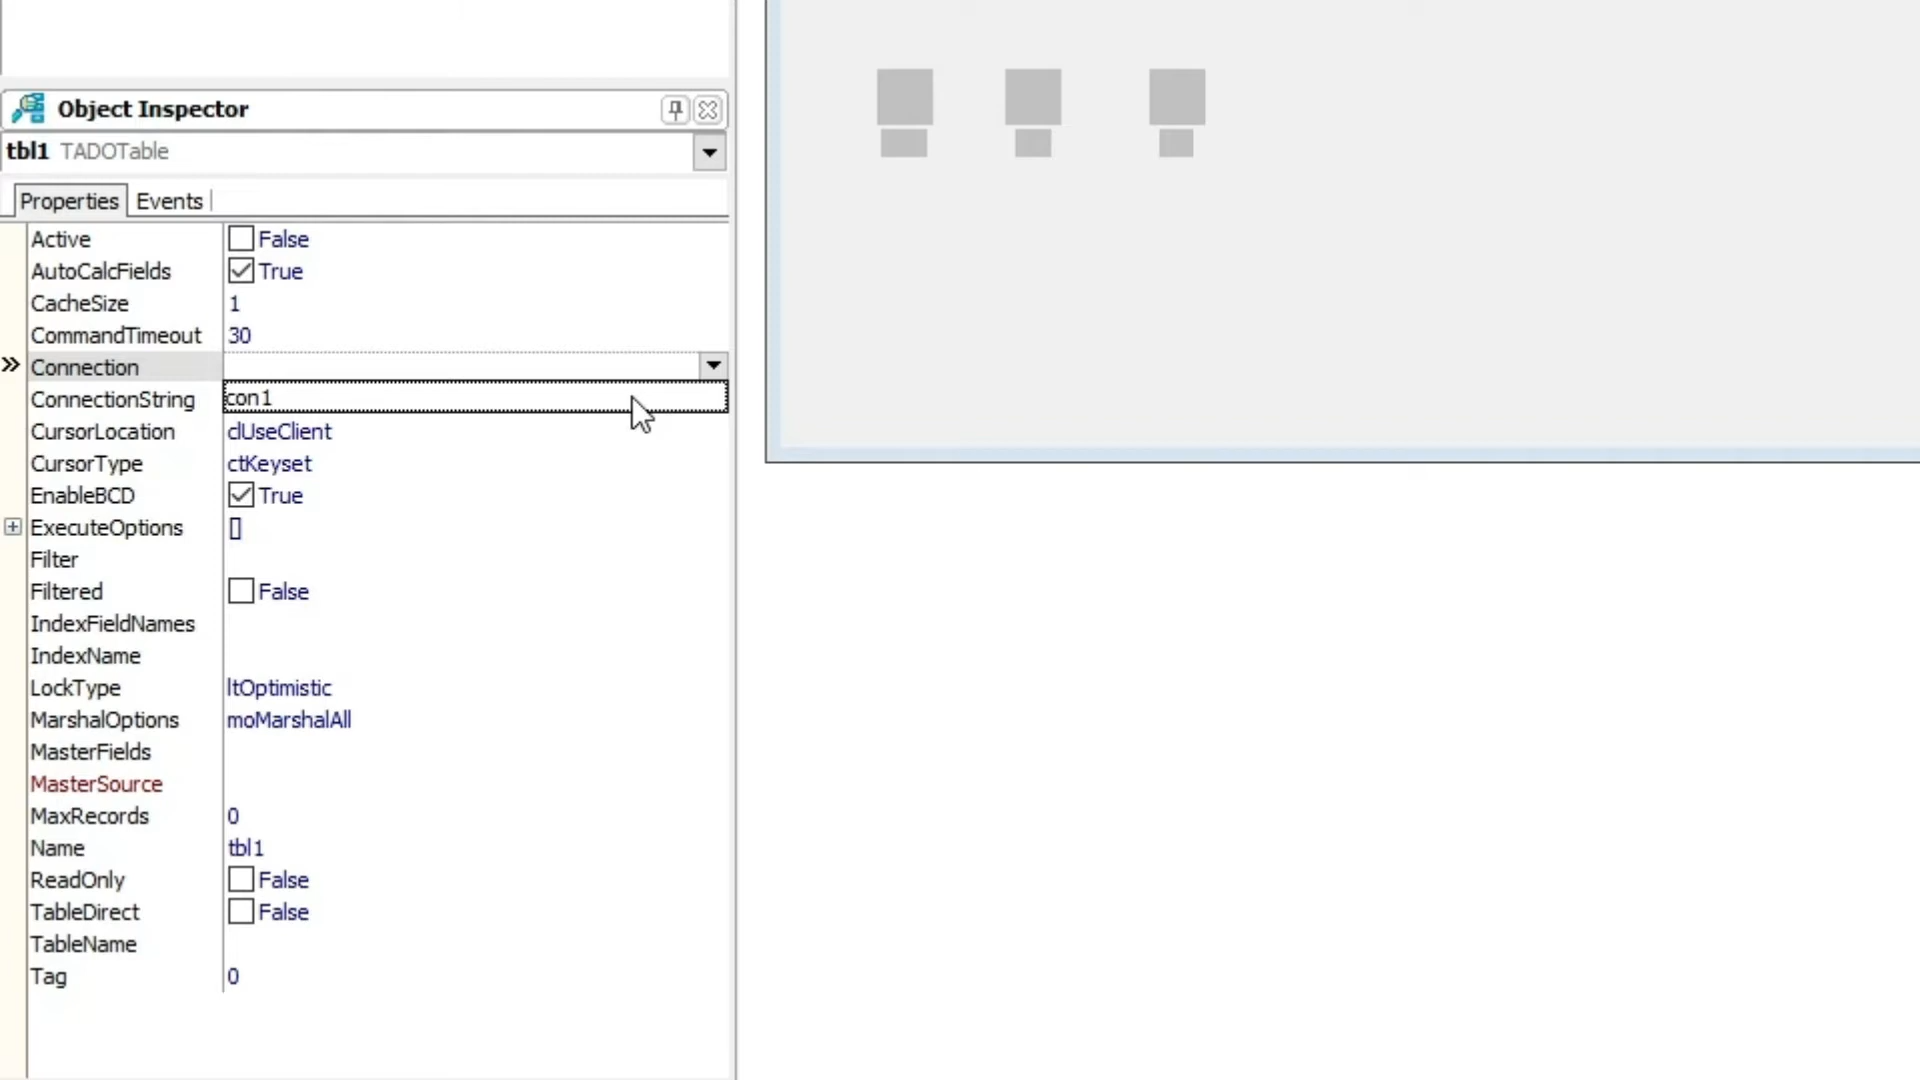 Object Inspector
tbl1 TADOTable
Properties Events
Active False
AutoCalcFields True
CacheSize 1
CommandTimeout 30
Connection
con1
ConnectionString
CursorLocation clUseClient
CursorType ctKeyset
EnableBCD True
ExecuteOptions []
Filter
Filtered False
IndexFieldNames
IndexName
LockType ltOptimistic
MarshalOptions moMarshalAll
MasterFields
MasterSource
MaxRecords 0
Name tbl1
ReadOnly False
TableDirect False
TableName
Tag 0